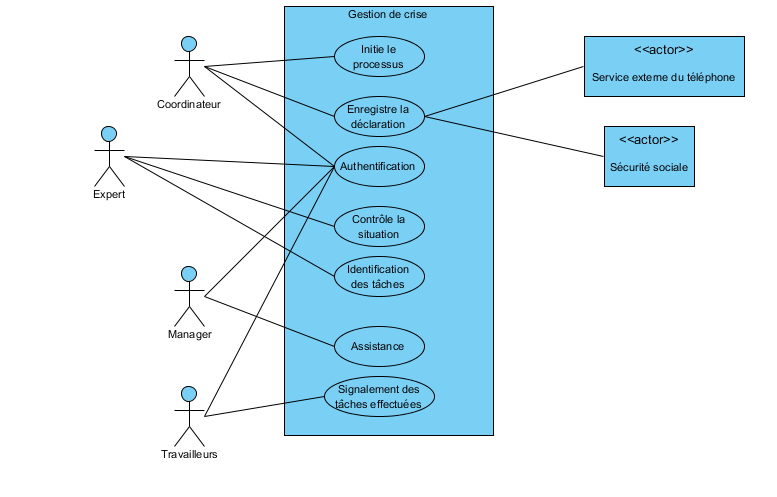 Gestion de crise
Initie le
processus
Coordinateur
Enregistre la
déclaration
<<actor>>
Service externe du téléphone
<<actor>>
Sécurité sociale
Authentification
Expert
Contrôle la
situation
Identification
des tâches
Manager
Assistance
Signalement des
tâches effectuées
Travailleurs